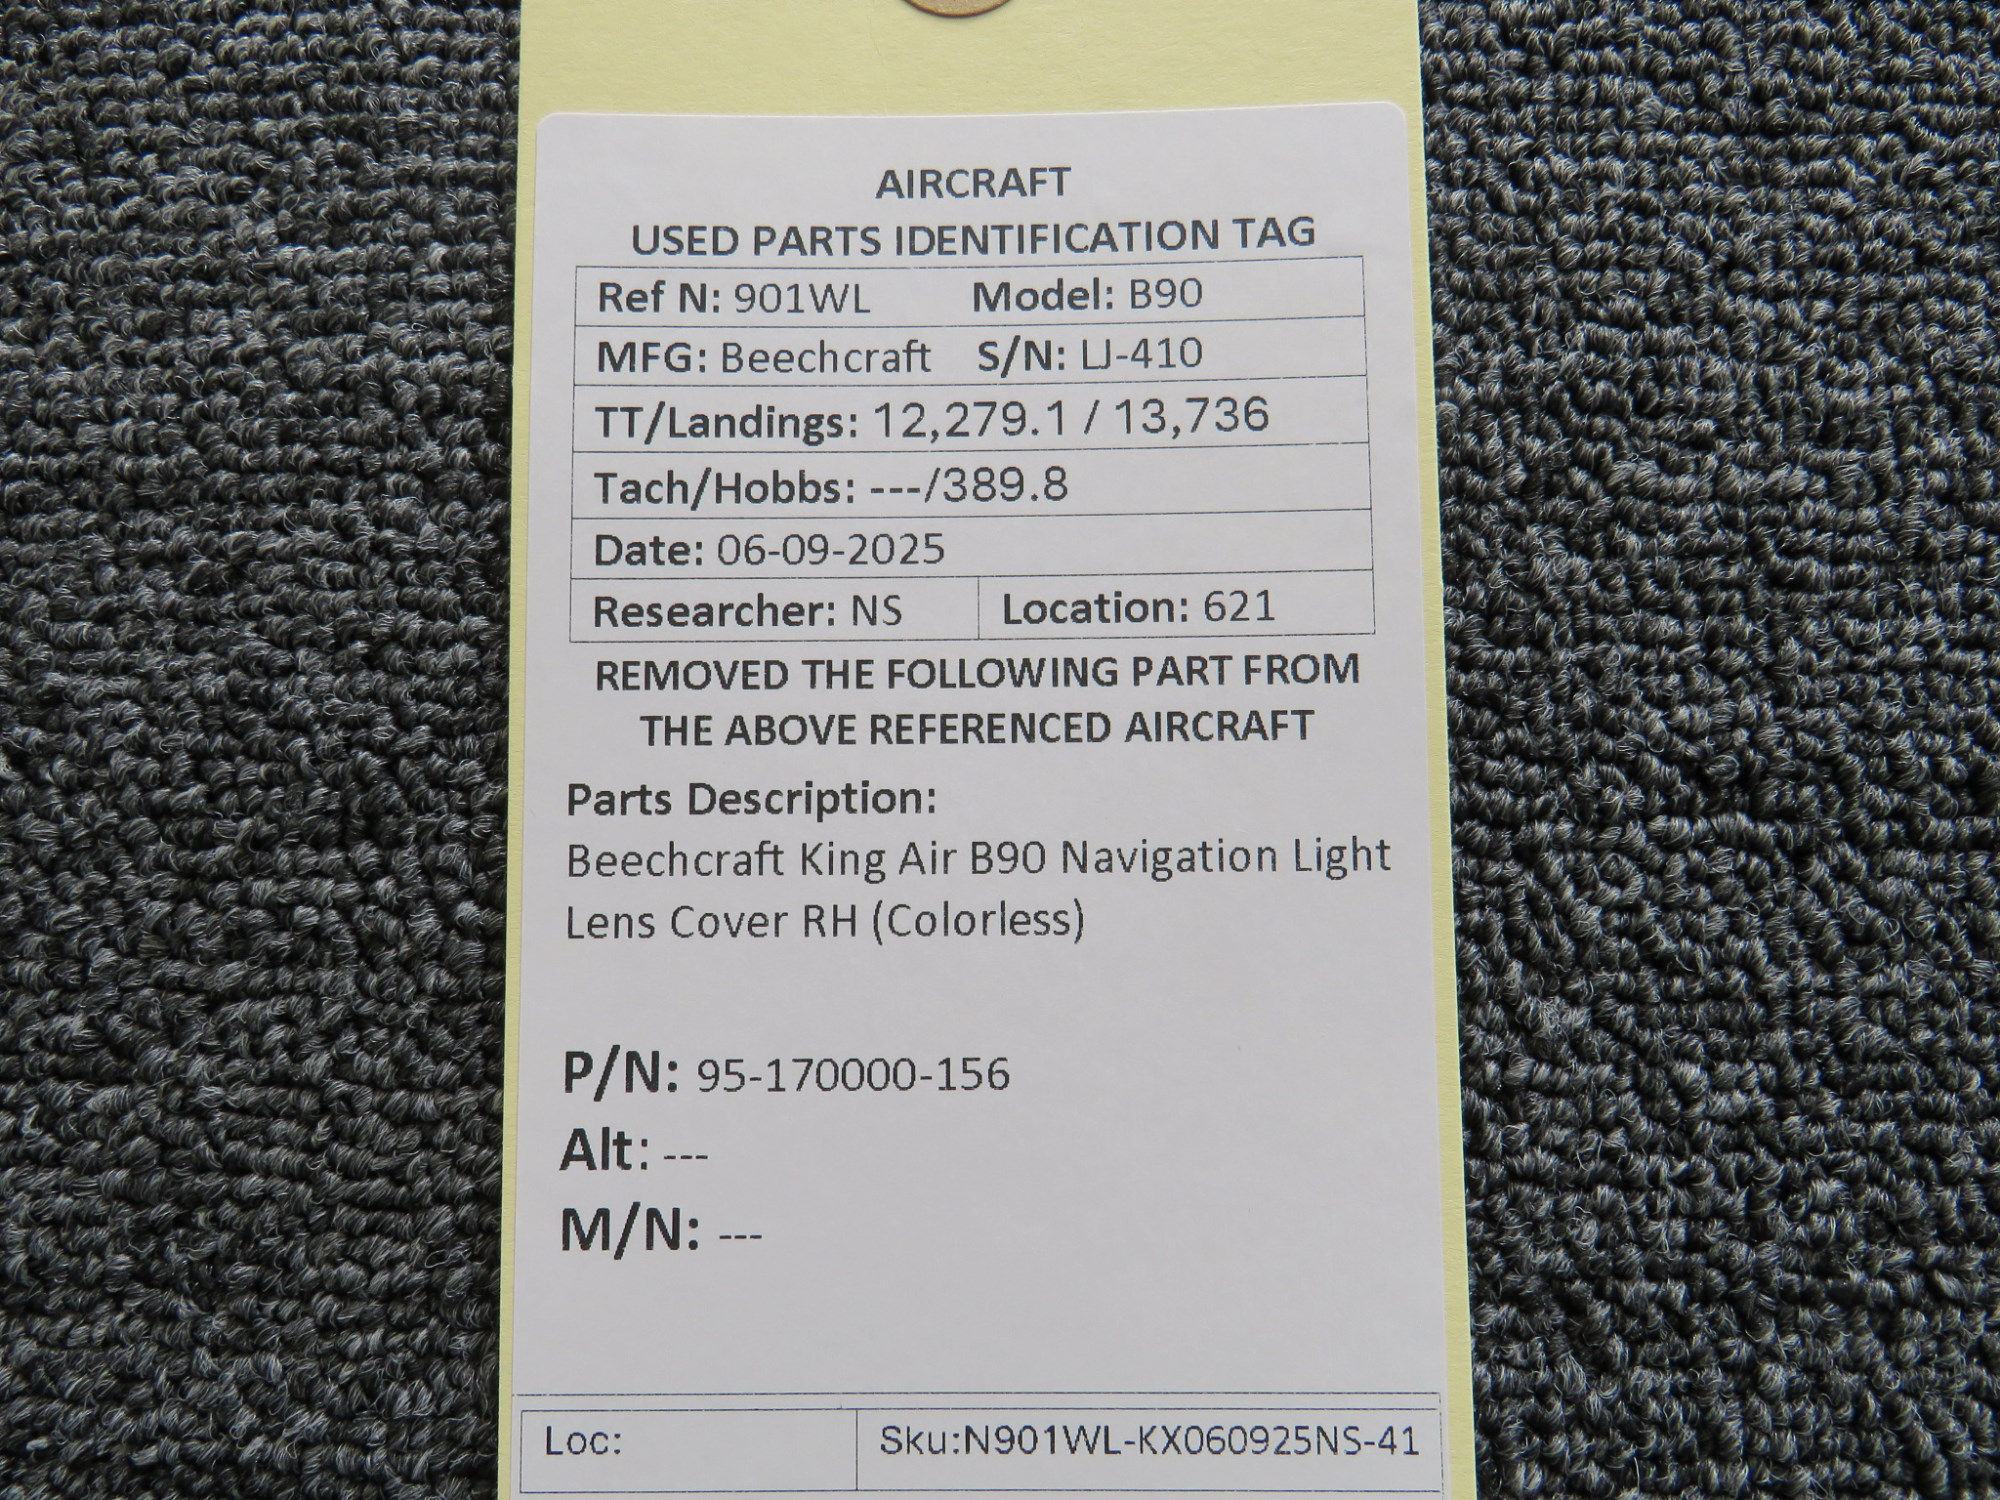 AIRCRAFT
USED PARTS IDENTIFICATION TAG
Ref N: 901WL Model: B90
MFG: Beechcraft S/N: LJ-410
TT/Landings: 12,279.1 / 13,736
Tach/Hobbs: ---/389.8
Date: 06-09-2025
Researcher: NS Location: 621
REMOVED THE FOLLOWING PART FROM
THE ABOVE REFERENCED AIRCRAFT
Parts Description:
Beechcraft King Air B90 Navigation Light
Lens Cover RH (Colorless)
P/N: 95-170000-156
Alt: ---
M/N: ---
Loc: Sku:N901WL-KX060925NS-41